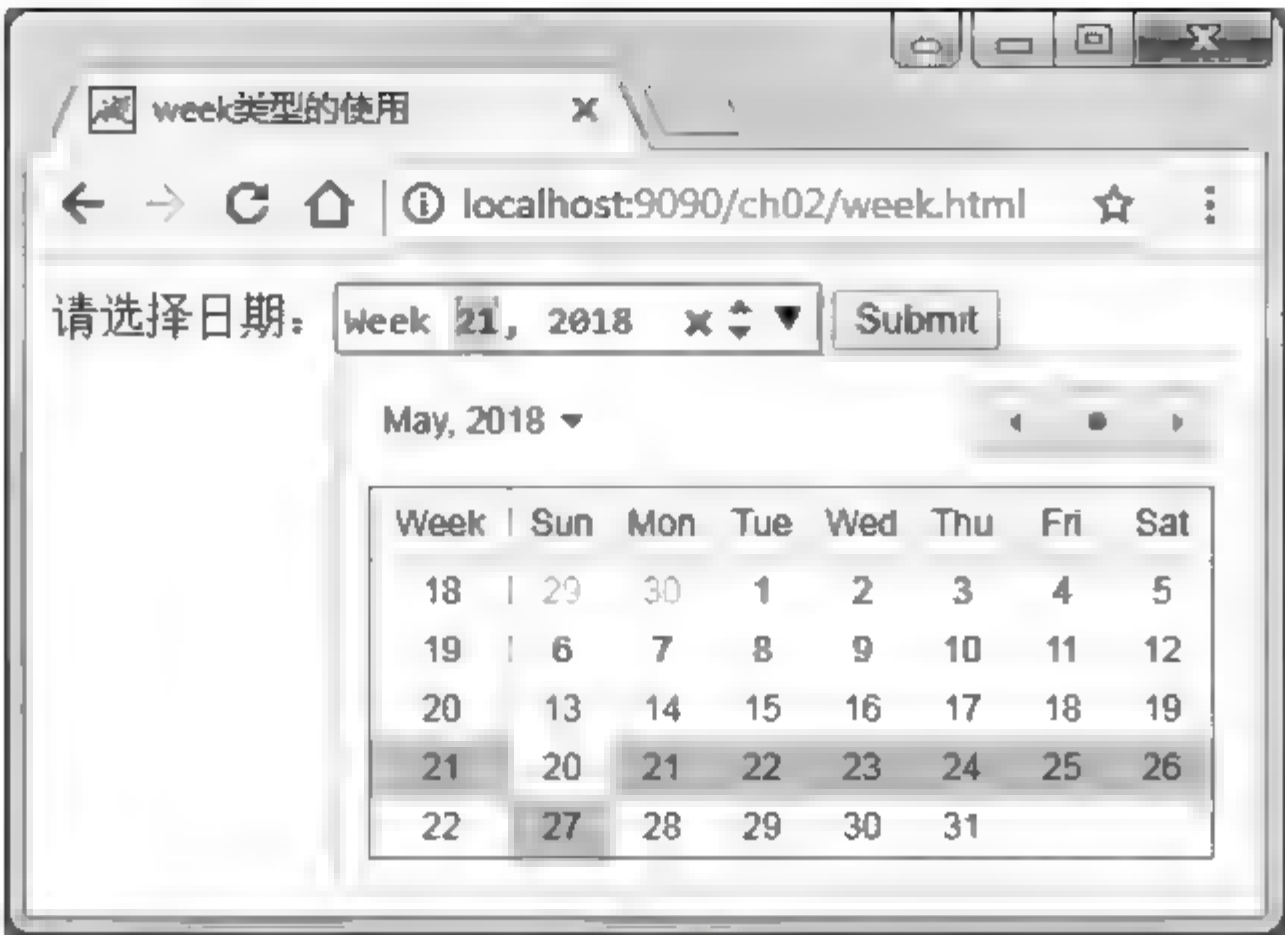 week类型的使用
localhost:9090/ch02/week.html
请选择日期： Week 21, 2018 Submit
May, 2018
Week Sun Mon Tue Wed Thu Fri Sat
18 29 30 1 2 3 4 5
19 6 7 8 9 10 11 12
20 13 14 15 16 17 18 19
21 20 21 22 23 24 25 26
22 27 28 29 30 31